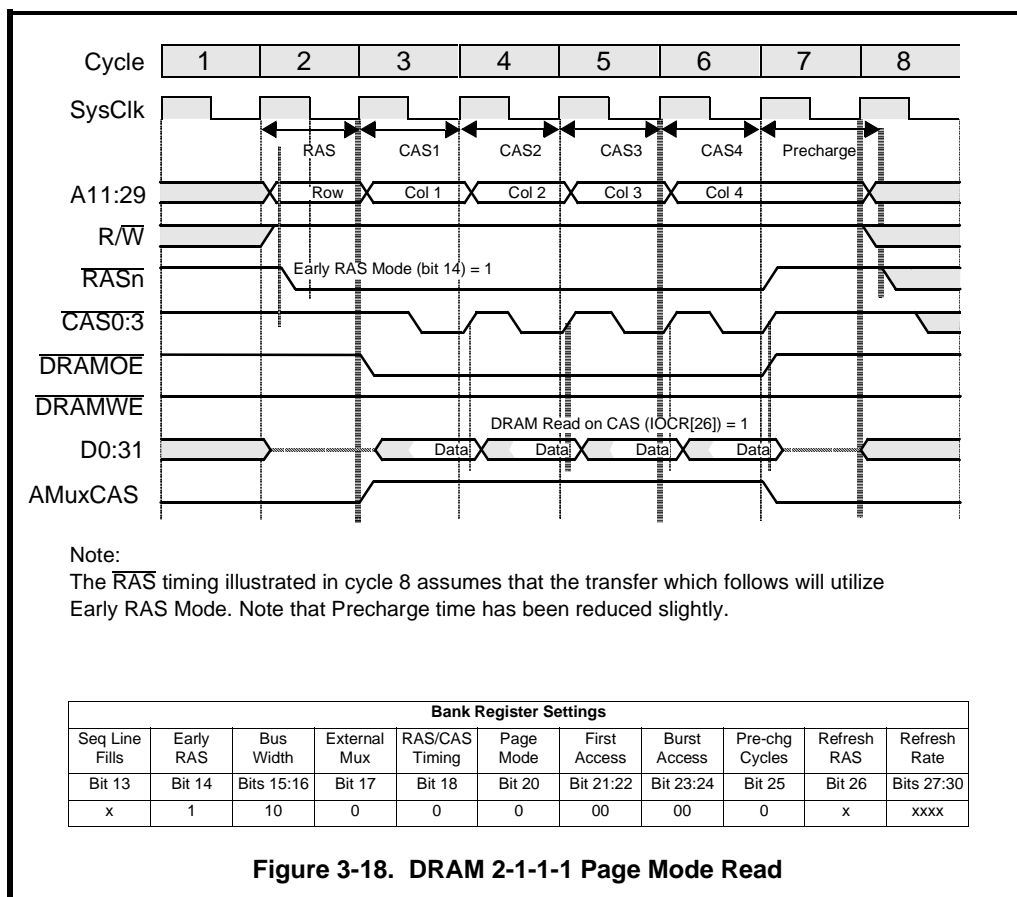 Cycle 1 2 3 4 5 6 7 8
SysClk
RAS CAS1 CAS2 CAS3 CAS4 Precharge
A11:29 Row Col 1 Col 2 Col 3 Col 4
R/W̅
R̅A̅S̅n̅ Early RAS Mode (bit 14) = 1
C̅A̅S̅0̅:̅3̅
D̅R̅A̅M̅O̅E̅
D̅R̅A̅M̅W̅E̅
DRAM Read on CAS (IOCR[26]) = 1
D0:31 Data Data Data Data
AMuxCAS
Note:
The R̅A̅S̅ timing illustrated in cycle 8 assumes that the transfer which follows will utilize
Early RAS Mode. Note that Precharge time has been reduced slightly.
Bank Register Settings
Seq Line Early Bus External RAS/CAS Page First Burst Pre-chg Refresh Refresh
Fills RAS Width Mux Timing Mode Access Access Cycles RAS Rate
Bit 13 Bit 14 Bits 15:16 Bit 17 Bit 18 Bit 20 Bit 21:22 Bit 23:24 Bit 25 Bit 26 Bits 27:30
x 1 10 0 0 0 00 00 0 x xxxx
Figure 3-18. DRAM 2-1-1-1 Page Mode Read